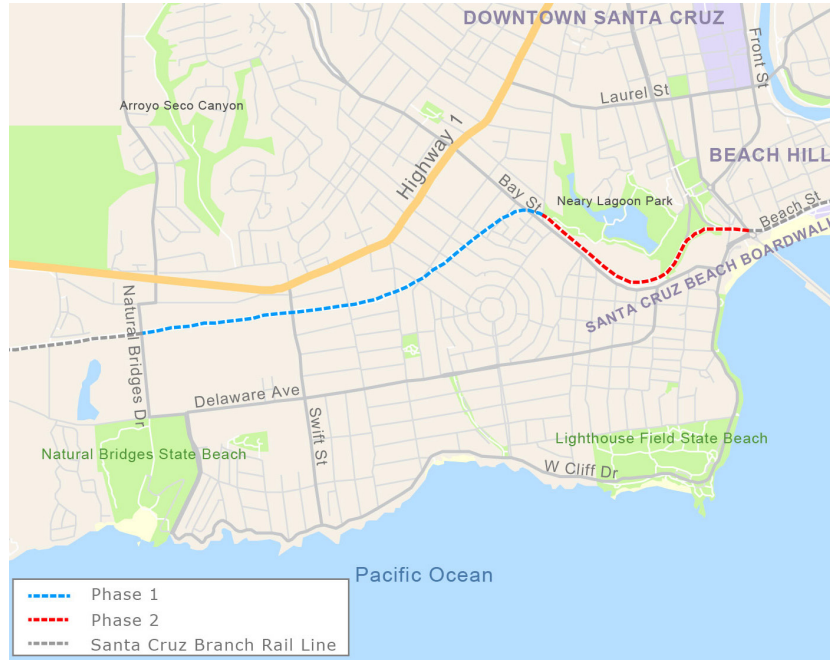 DOWNTOWN SANTA CRUZ
Front St
Arroyo Seco Canyon
Laurel St
Highway 1
BEACH HILL
Bay St
Neary Lagoon Park
Beach St
SANTA CRUZ BEACH BOARDWALK
Natural Bridges Dr
Delaware Ave
Swift St
Natural Bridges State Beach
Lighthouse Field State Beach
W Cliff Dr
Pacific Ocean
Phase 1
Phase 2
Santa Cruz Branch Rail Line